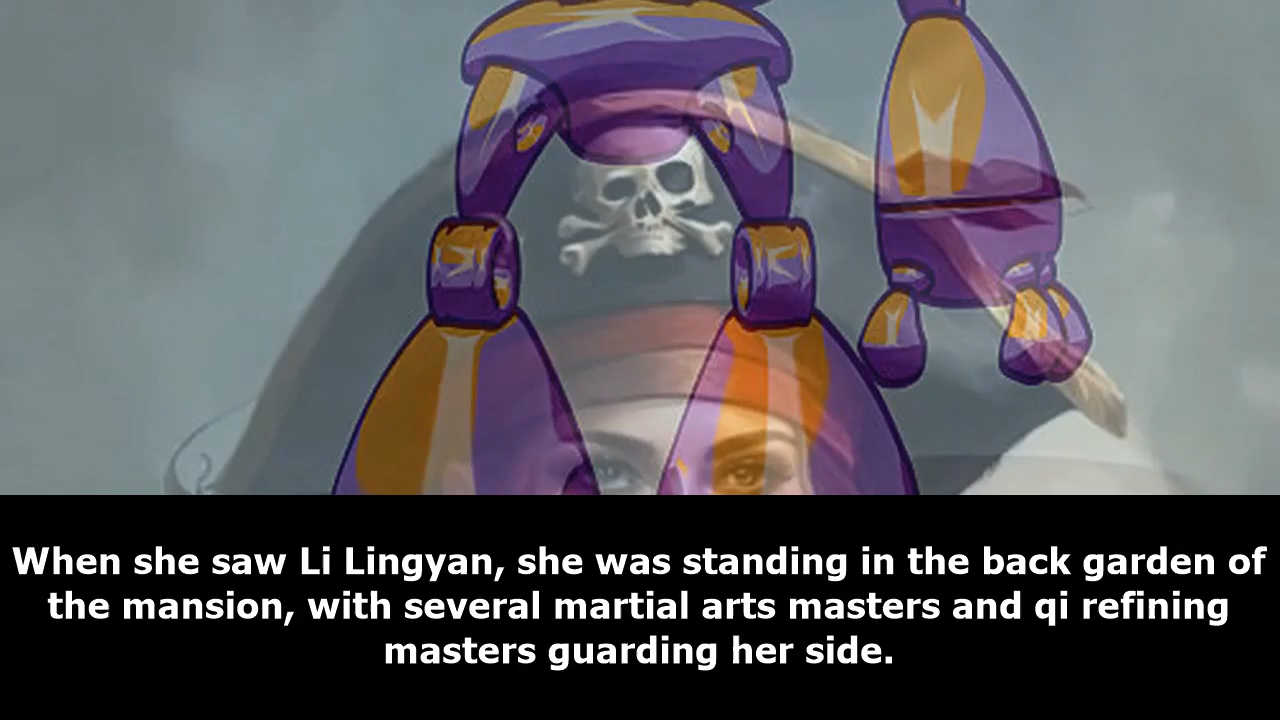 When she saw Li Lingyan, she was standing in the back garden of
the mansion, with several martial arts masters and qi refining
masters guarding her side.